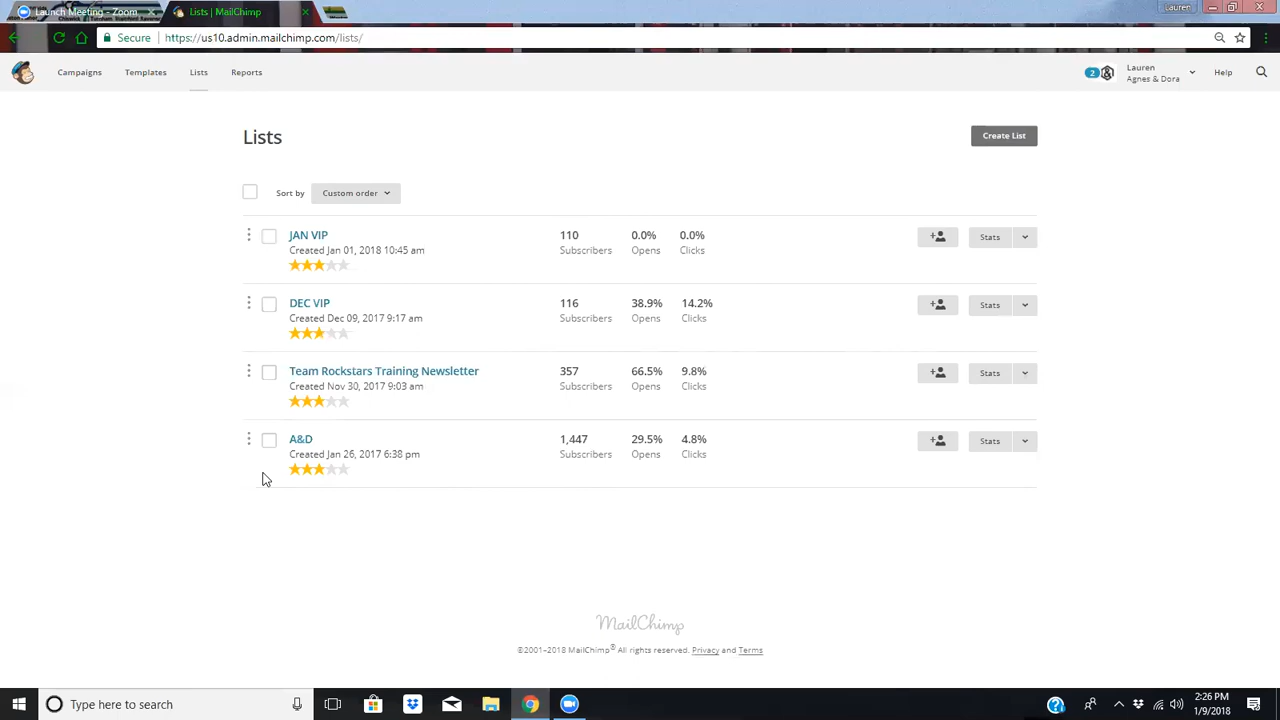 Launch Meeting - Zoom
Lists | MailChimp
Lauren
Secure
https://us10.admin.mailchimp.com/lists/
Campaigns
Templates
Lists
Reports
2
Lauren
Agnes & Dora
Help
Lists
Create List
Sort by
Custom order
JAN VIP
Created Jan 01, 2018 10:45 am
110
Subscribers
0.0%
Opens
0.0%
Clicks
Stats
DEC VIP
Created Dec 09, 2017 9:17 am
116
Subscribers
38.9%
Opens
14.2%
Clicks
Stats
Team Rockstars Training Newsletter
Created Nov 30, 2017 9:03 am
357
Subscribers
66.5%
Opens
9.8%
Clicks
Stats
A&D
Created Jan 26, 2017 6:38 pm
1,447
Subscribers
29.5%
Opens
4.8%
Clicks
Stats
MailChimp
©2001–2018 MailChimp® All rights reserved. Privacy and Terms
Type here to search
2:26 PM
1/9/2018